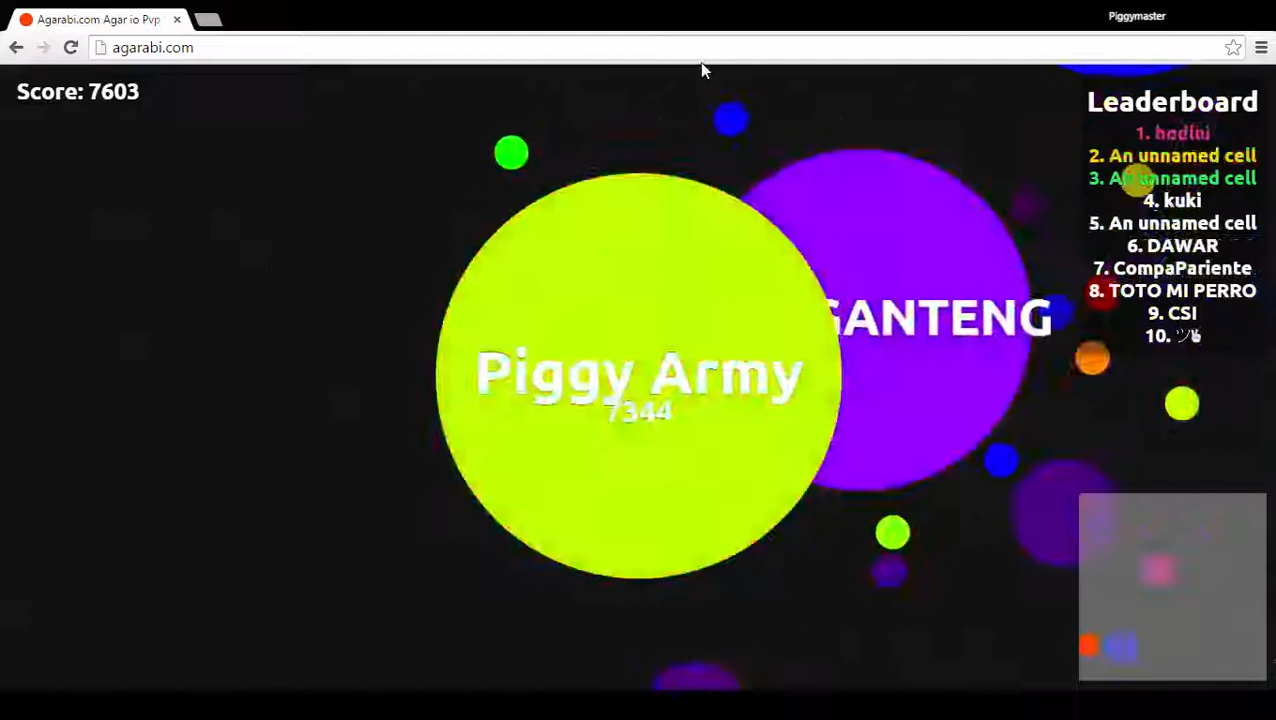 Agarabi.com Agar io Pvp
Piggymaster
agarabi.com
Score: 7603
Leaderboard
1. hadini
2. An unnamed cell
3. An unnamed cell
4. kuki
5. An unnamed cell
6. DAWAR
7. CompaPariente
8. TOTO MI PERRO
9. CSI
10.
GANTENG
Piggy Army
7344